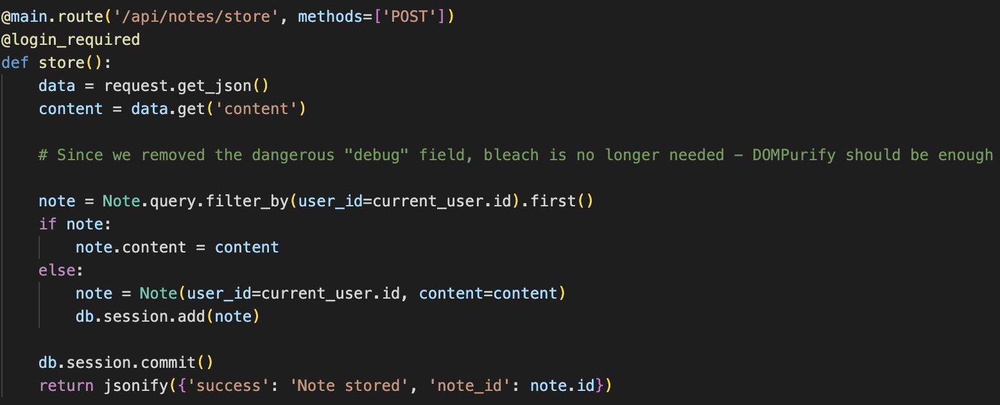 @main.route('/api/notes/store', methods=['POST'])
@login_required
def store():
    data = request.get_json()
    content = data.get('content')

    # Since we removed the dangerous "debug" field, bleach is no longer needed – DOMPurify should be enough

    note = Note.query.filter_by(user_id=current_user.id).first()
    if note:
        note.content = content
    else:
        note = Note(user_id=current_user.id, content=content)
        db.session.add(note)

    db.session.commit()
    return jsonify({'success': 'Note stored', 'note_id': note.id})